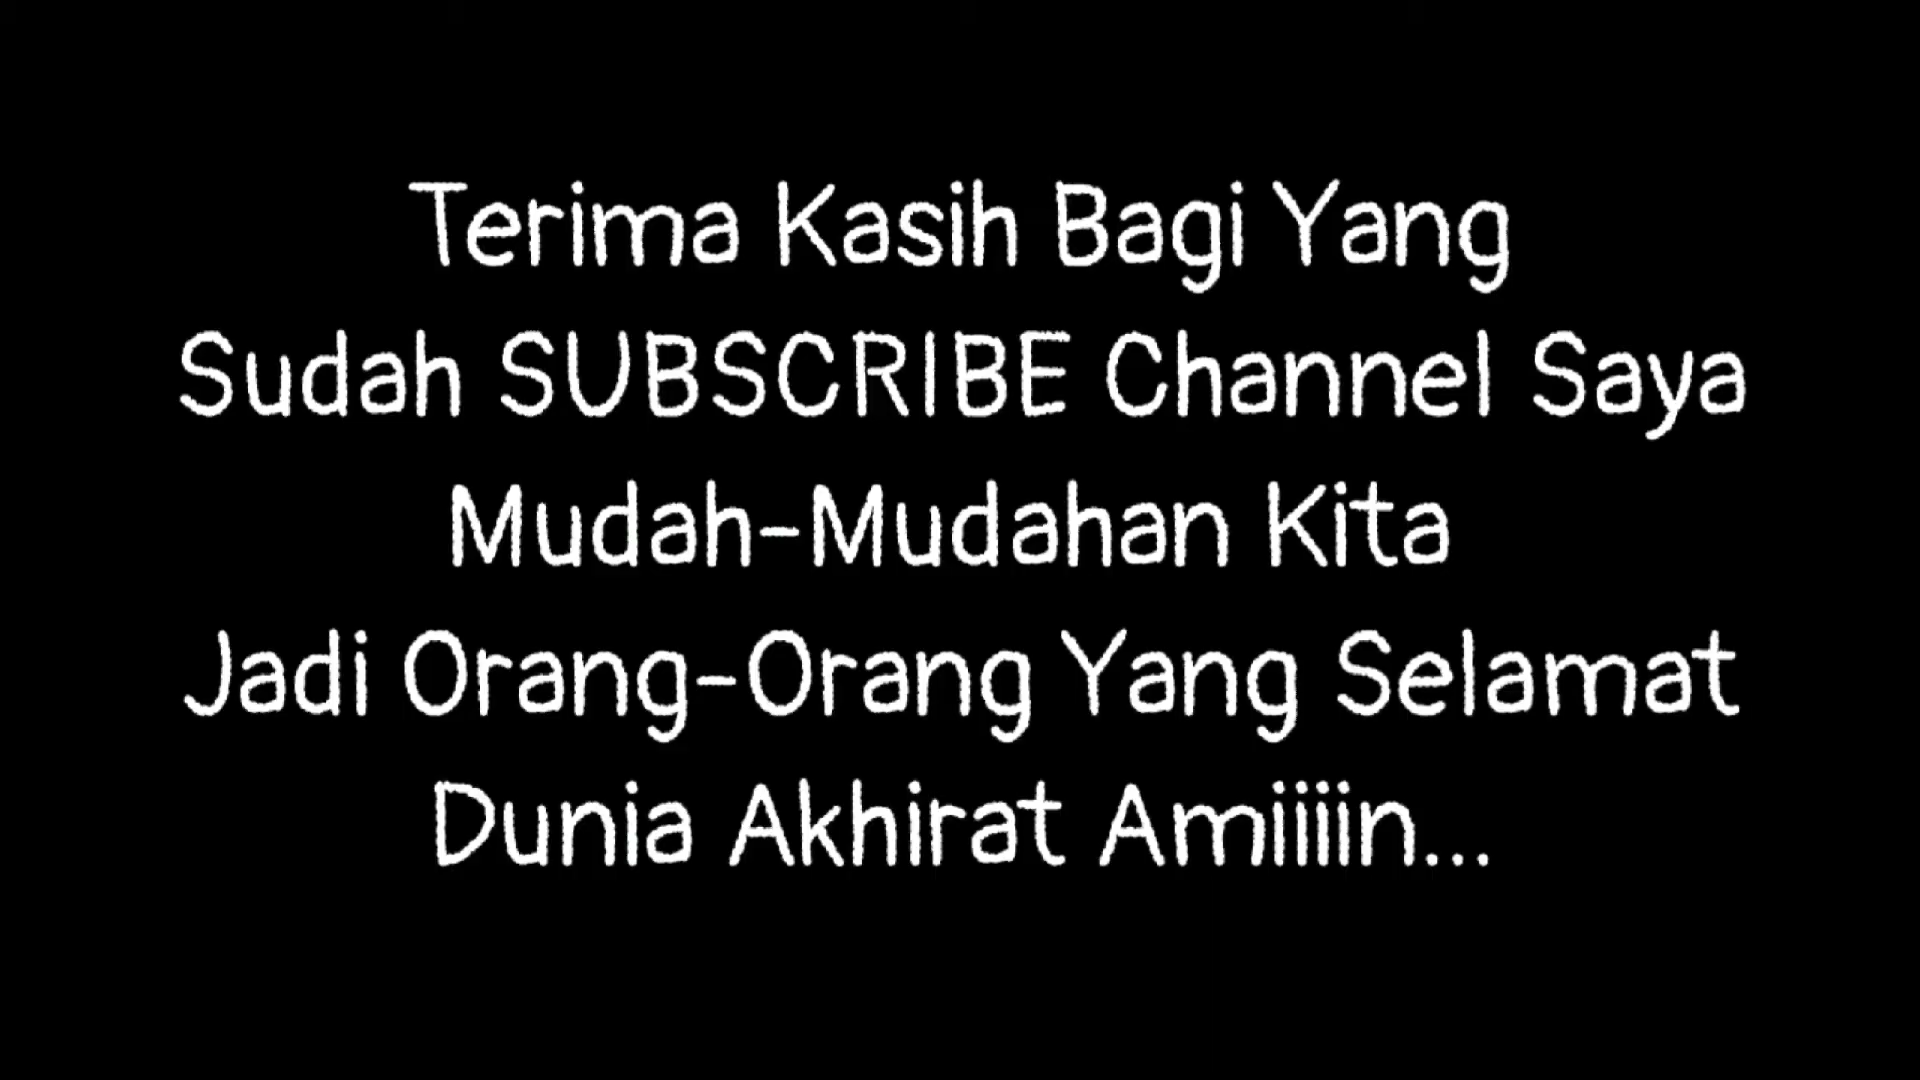 Terima Kasih Bagi Yang
Sudah SUBSCRIBE Channel Saya
Mudah-Mudahan Kita
Jadi Orang-Orang Yang Selamat
Dunia Akhirat Amiiiin...